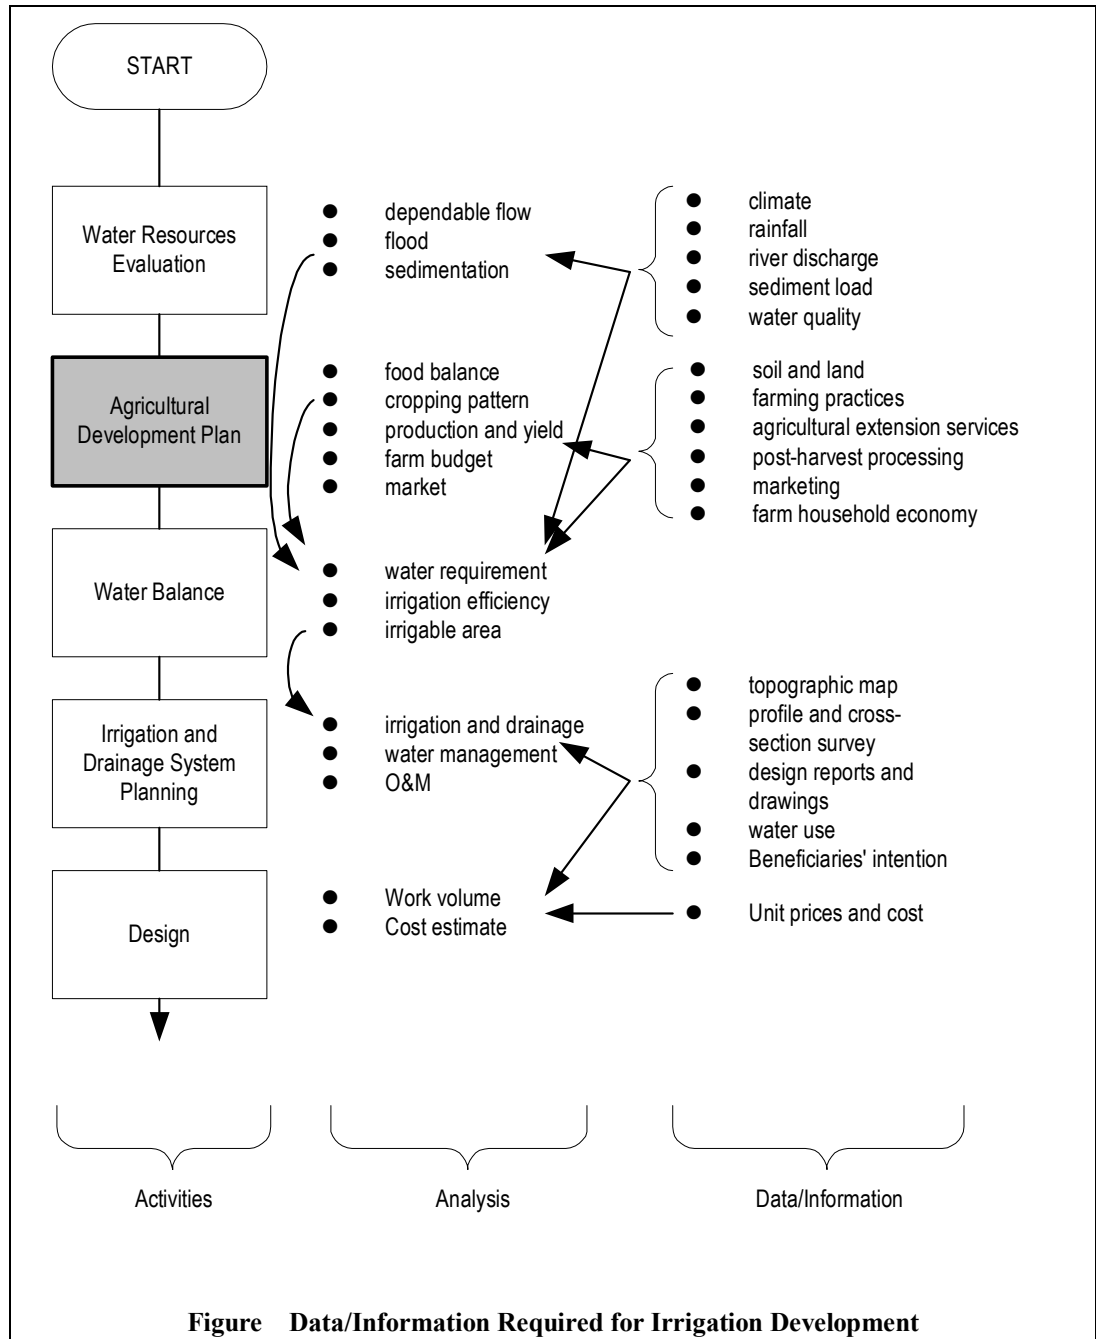 START
Water Resources
Evaluation
● dependable flow
● flood
● sedimentation
● climate
● rainfall
● river discharge
● sediment load
● water quality
Agricultural
Development Plan
● food balance
● cropping pattern
● production and yield
● farm budget
● market
● soil and land
● farming practices
● agricultural extension services
● post-harvest processing
● marketing
● farm household economy
Water Balance
● water requirement
● irrigation efficiency
● irrigable area
Irrigation and
Drainage System
Planning
● irrigation and drainage
● water management
● O&M
● topographic map
● profile and cross-
section survey
● design reports and
drawings
● water use
● Beneficiaries' intention
Design
● Work volume
● Cost estimate
● Unit prices and cost
Activities
Analysis
Data/Information
Figure Data/Information Required for Irrigation Development